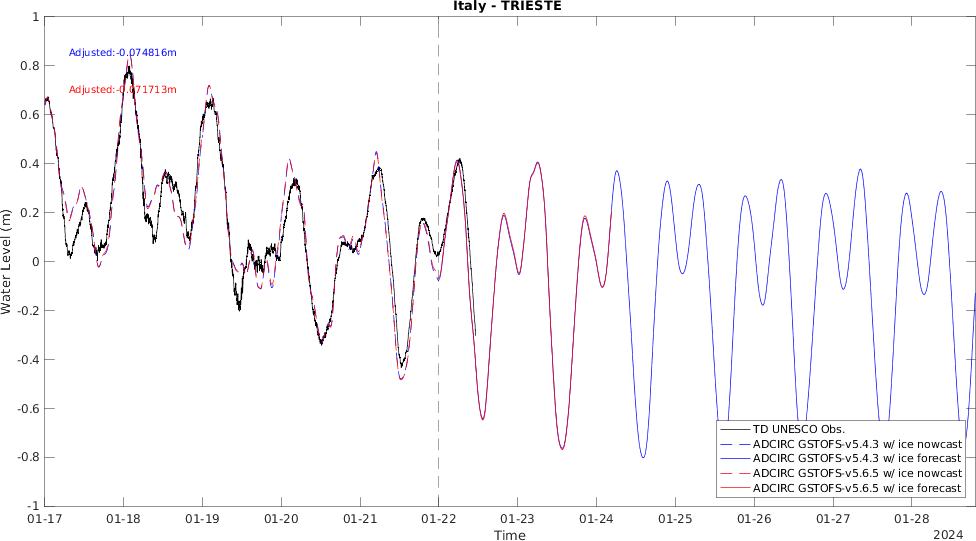 Italy - TRIESTE
1
0.8
0.6
0.4
0.2
0
-0.2
-0.4
-0.6
-0.8
-1
Water Level (m)
Adjusted:-0.074816m
Adjusted:-0.071713m
TD UNESCO Obs.
ADCIRC GSTOFS-v5.4.3 w/ ice nowcast
ADCIRC GSTOFS-v5.4.3 w/ ice forecast
ADCIRC GSTOFS-v5.6.5 w/ ice nowcast
ADCIRC GSTOFS-v5.6.5 w/ ice forecast
01-17 01-18 01-19 01-20 01-21 01-22 01-23 01-24 01-25 01-26 01-27 01-28
Time
2024